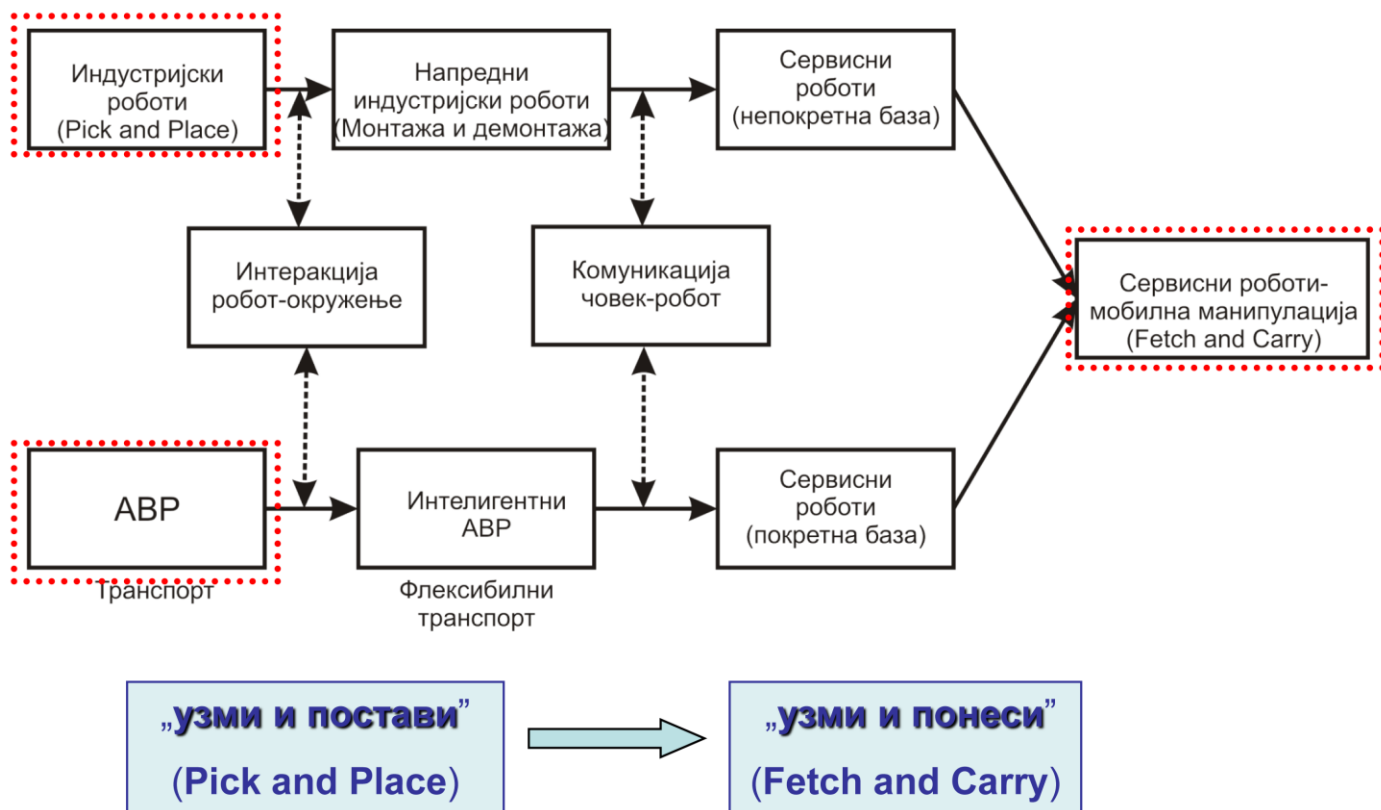 Индустријски
роботи
(Pick and Place)
Напредни
индустријски роботи
(Монтажа и демонтажа)
Сервисни
роботи
(непокретна база)
Интеракција
робот-окружење
Комуникација
човек-робот
Сервисни роботи-
мобилна манипулација
(Fetch and Carry)
АВР
Транспорт
Интелигентни
АВР
Флексибилни
транспорт
Сервисни
роботи
(покретна база)
„узми и постави”
(Pick and Place)
„узми и понеси”
(Fetch and Carry)